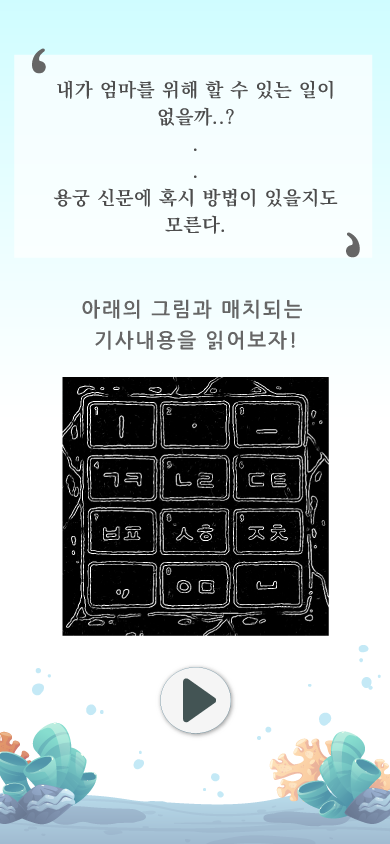 내가 엄마를 위해 할 수 있는 일이
없을까..?
.
.
용궁 신문에 혹시 방법이 있을지도
모른다.
아래의 그림과 매치되는
기사내용을 읽어보자!
1 ㅣ 2 · 3 ㅡ
4 ㄱㅋ 5 ㄴㄹ 6 ㄷㅌ
7 ㅂㅍ 8 ㅅㅎ 9 ㅈㅊ
.,!? 0 ㅇㅁ ㅡ